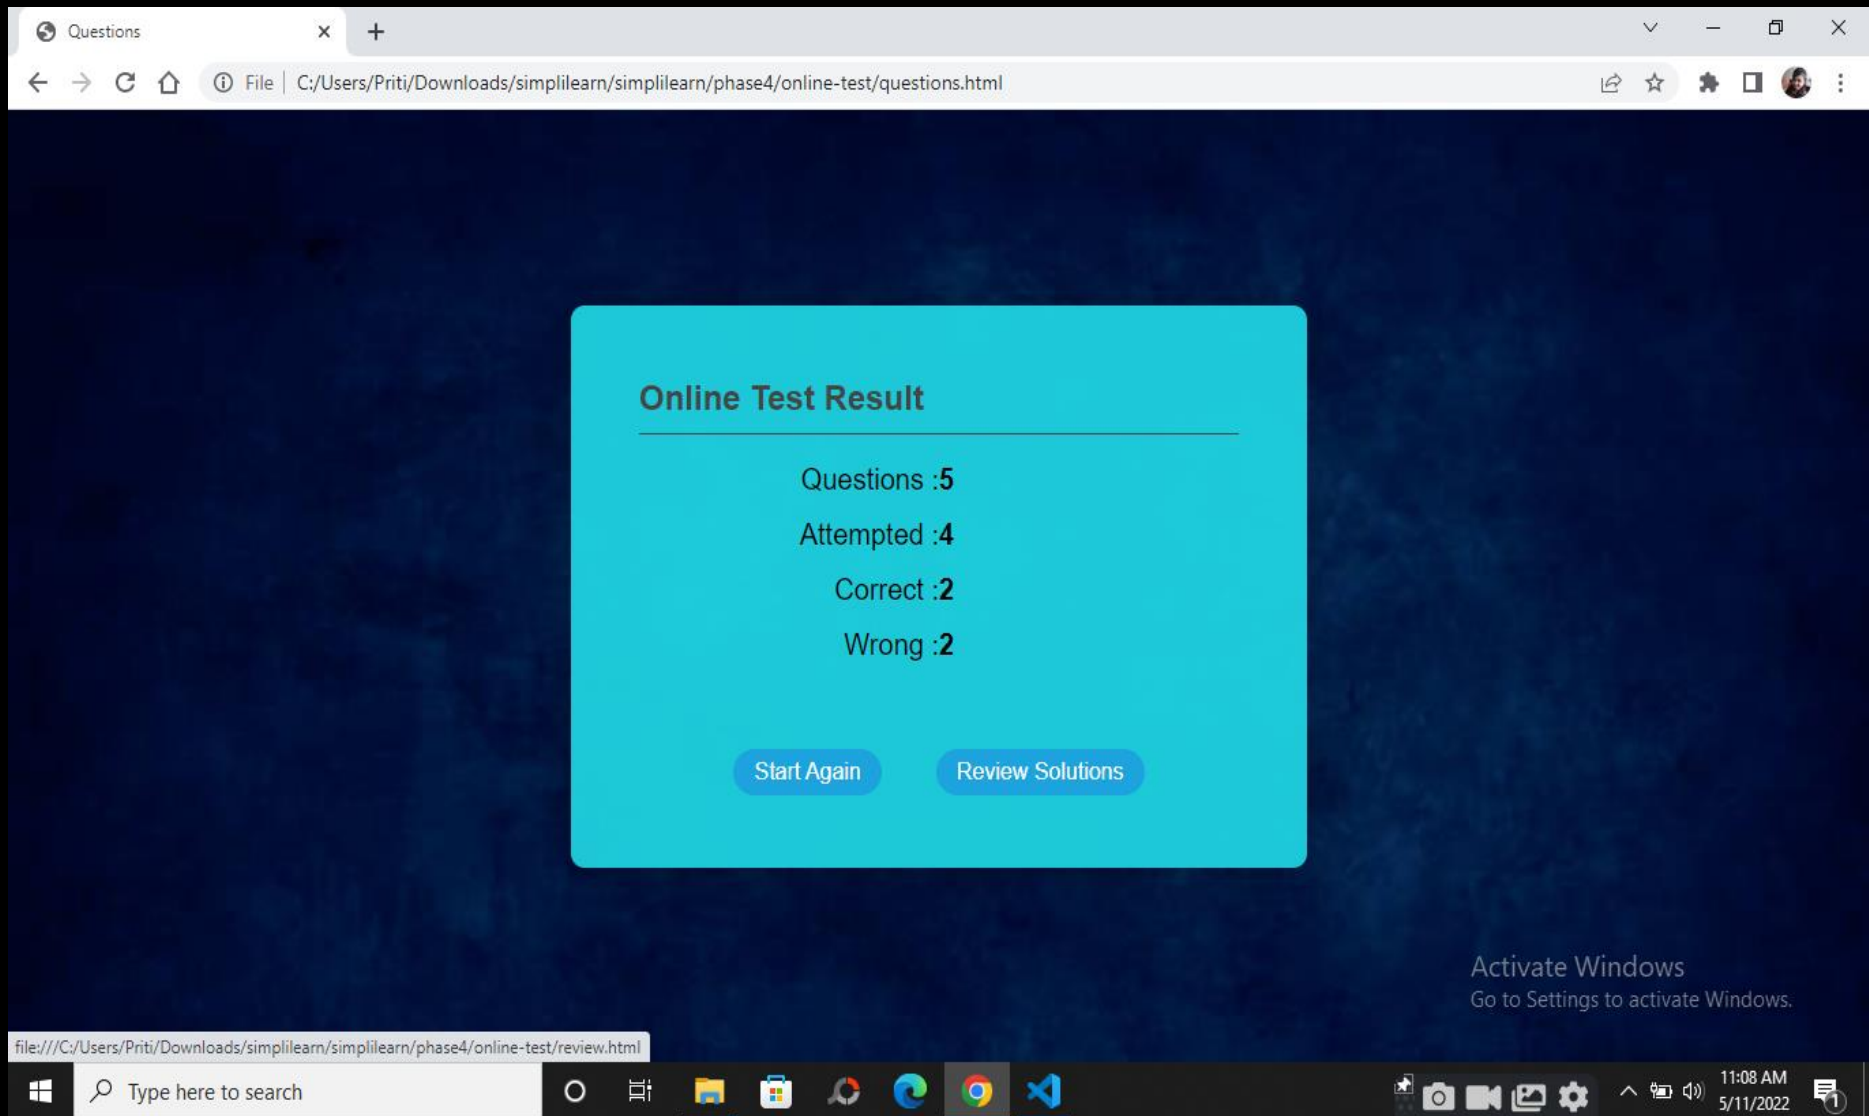 Questions
File
C:/Users/Priti/Downloads/simplilearn/simplilearn/phase4/online-test/questions.html
Online Test Result
Questions :5
Attempted :4
Correct :2
Wrong :2
Start Again
Review Solutions
Activate Windows
Go to Settings to activate Windows.
file:///C:/Users/Priti/Downloads/simplilearn/simplilearn/phase4/online-test/review.html
Type here to search
11:08 AM
5/11/2022
1